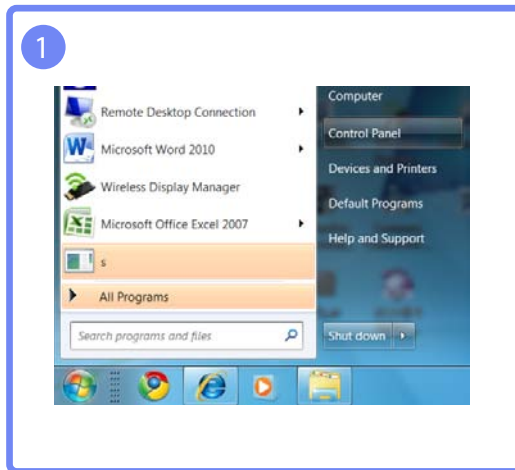 1
Remote Desktop Connection
Microsoft Word 2010
Wireless Display Manager
Microsoft Office Excel 2007
s
All Programs
Search programs and files
Computer
Control Panel
Devices and Printers
Default Programs
Help and Support
Shut down